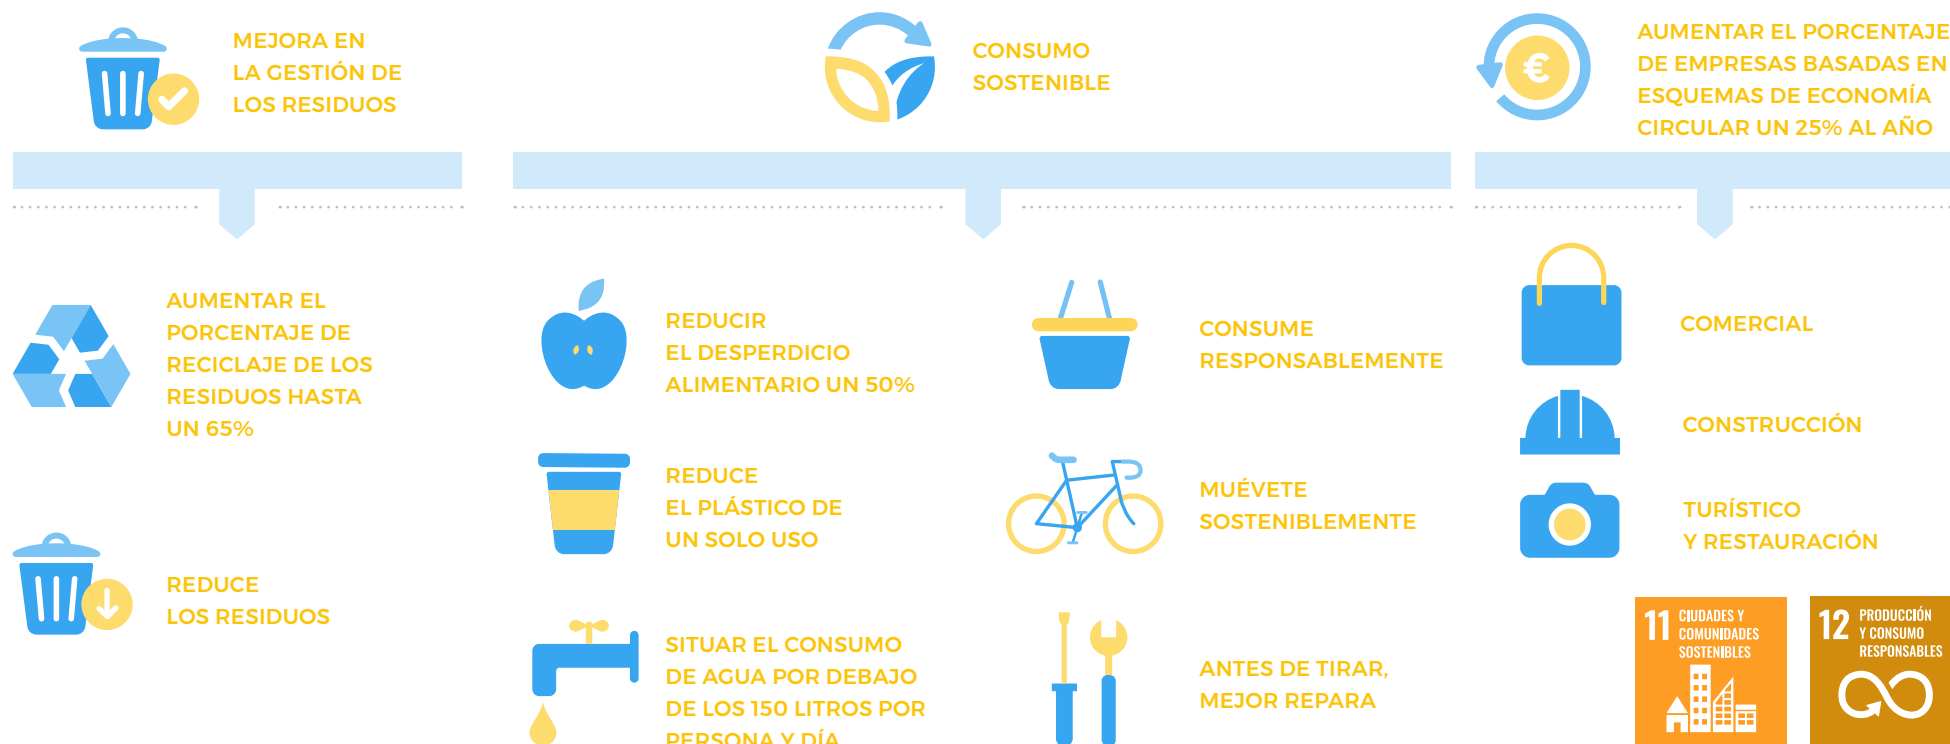 MEJORA EN
LA GESTIÓN DE
LOS RESIDUOS
AUMENTAR EL
PORCENTAJE DE
RECICLAJE DE LOS
RESIDUOS HASTA
UN 65%
REDUCE
LOS RESIDUOS
CONSUMO
SOSTENIBLE
REDUCIR
EL DESPERDICIO
ALIMENTARIO UN 50%
REDUCE
EL PLÁSTICO DE
UN SOLO USO
SITUAR EL CONSUMO
DE AGUA POR DEBAJO
DE LOS 150 LITROS POR
PERSONA Y DÍA
CONSUME
RESPONSABLEMENTE
MUÉVETE
SOSTENIBLEMENTE
ANTES DE TIRAR,
MEJOR REPARA
€
AUMENTAR EL PORCENTAJE
DE EMPRESAS BASADAS EN
ESQUEMAS DE ECONOMÍA
CIRCULAR UN 25% AL AÑO
COMERCIAL
CONSTRUCCIÓN
TURÍSTICO
Y RESTAURACIÓN
11 CIUDADES Y
COMUNIDADES
SOSTENIBLES
12 PRODUCCIÓN
Y CONSUMO
RESPONSABLES